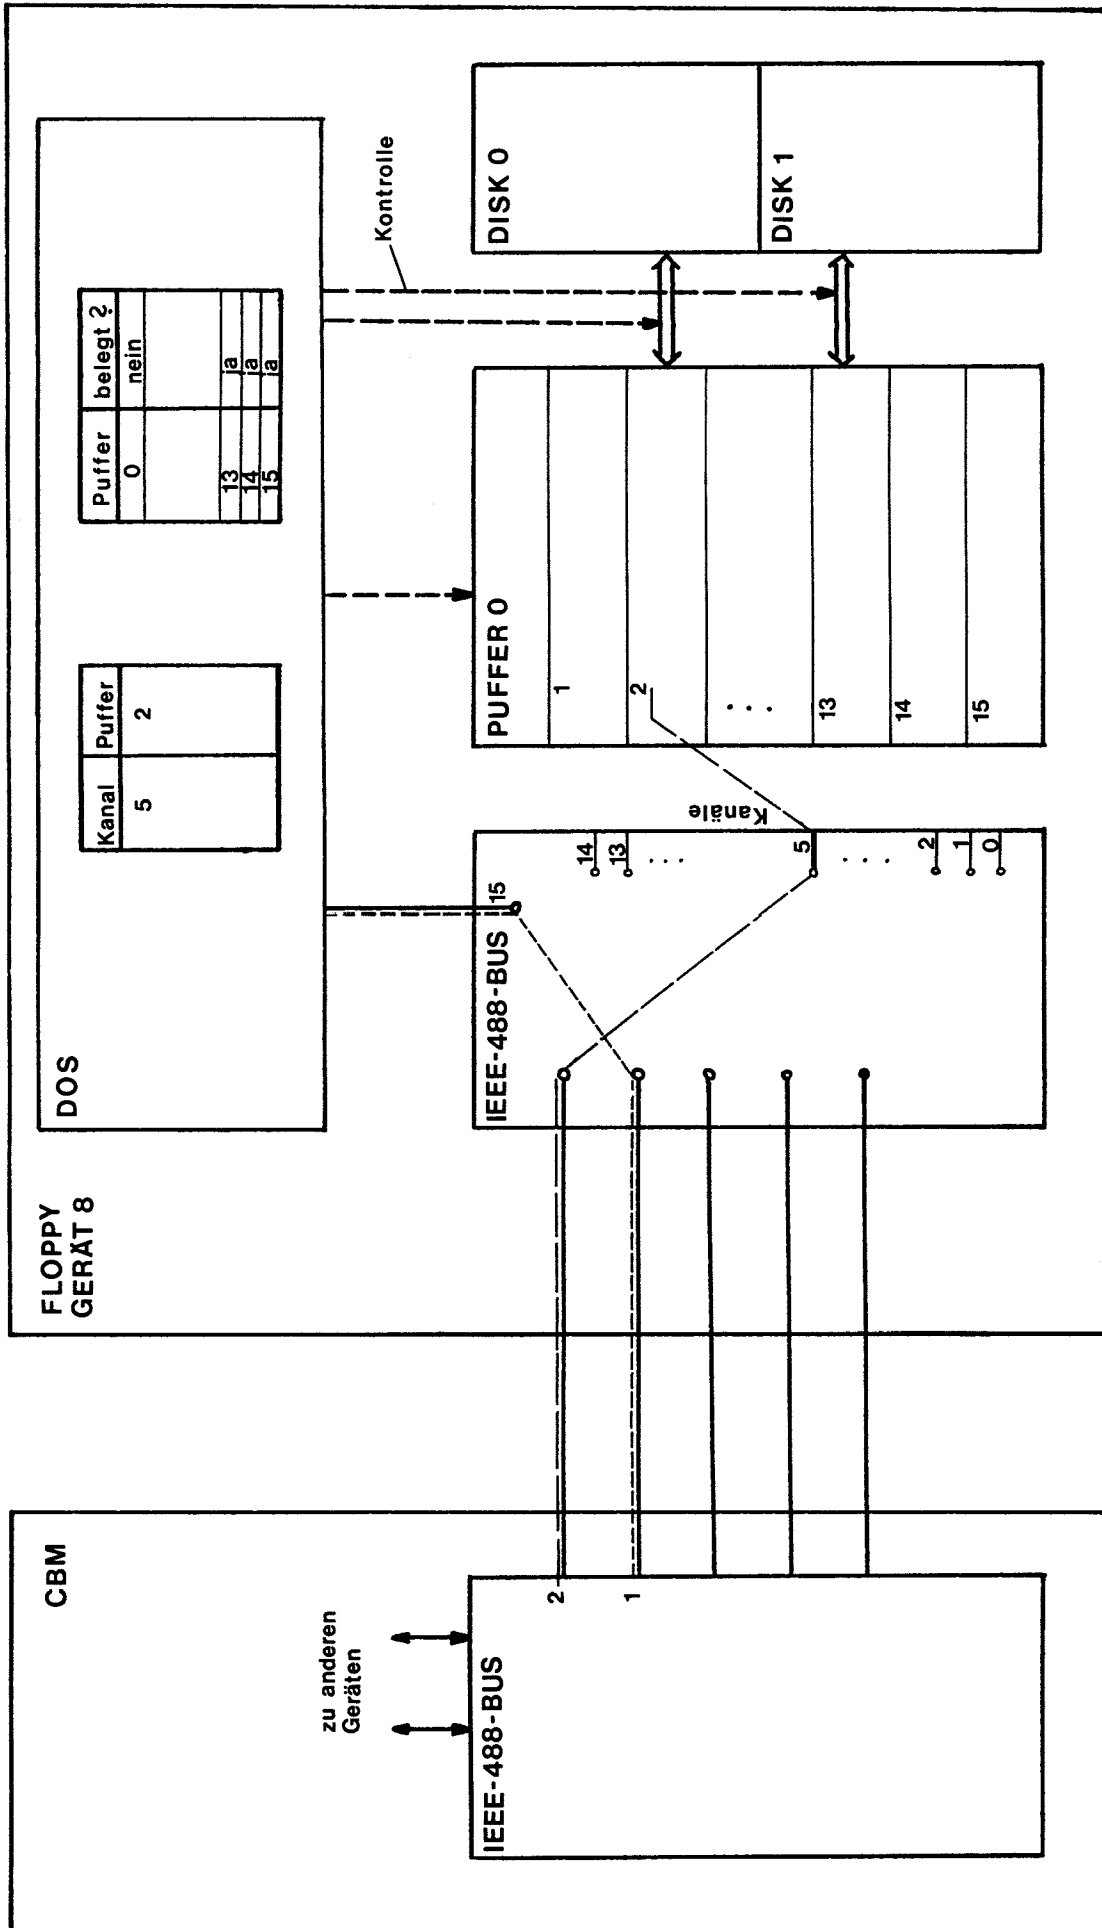 CBM
zu anderen
Geräten
IEEE-488-BUS
2
1
FLOPPY
GERÄT 8
DOS
Kanal Puffer
5 2
Puffer belegt ?
0 nein
13 ja
14 ja
15 ja
Kontrolle
IEEE-488-BUS 15
14
13
. . .
5
. . .
2
1
0
Kanäle
PUFFER 0
1
2
. . .
13
14
15
DISK 0
DISK 1